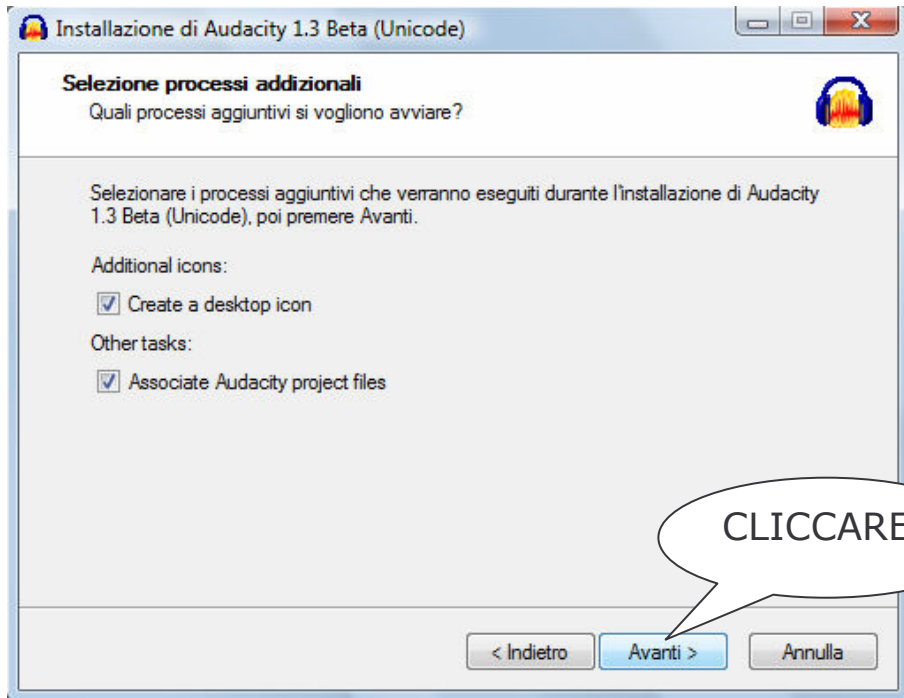 Installazione di Audacity 1.3 Beta (Unicode)
Selezione processi addizionali
Quali processi aggiuntivi si vogliono avviare?
Selezionare i processi aggiuntivi che verranno eseguiti durante l'installazione di Audacity
1.3 Beta (Unicode), poi premere Avanti.
Additional icons:
Create a desktop icon
Other tasks:
Associate Audacity project files
CLICCARE
< Indietro
Avanti >
Annulla